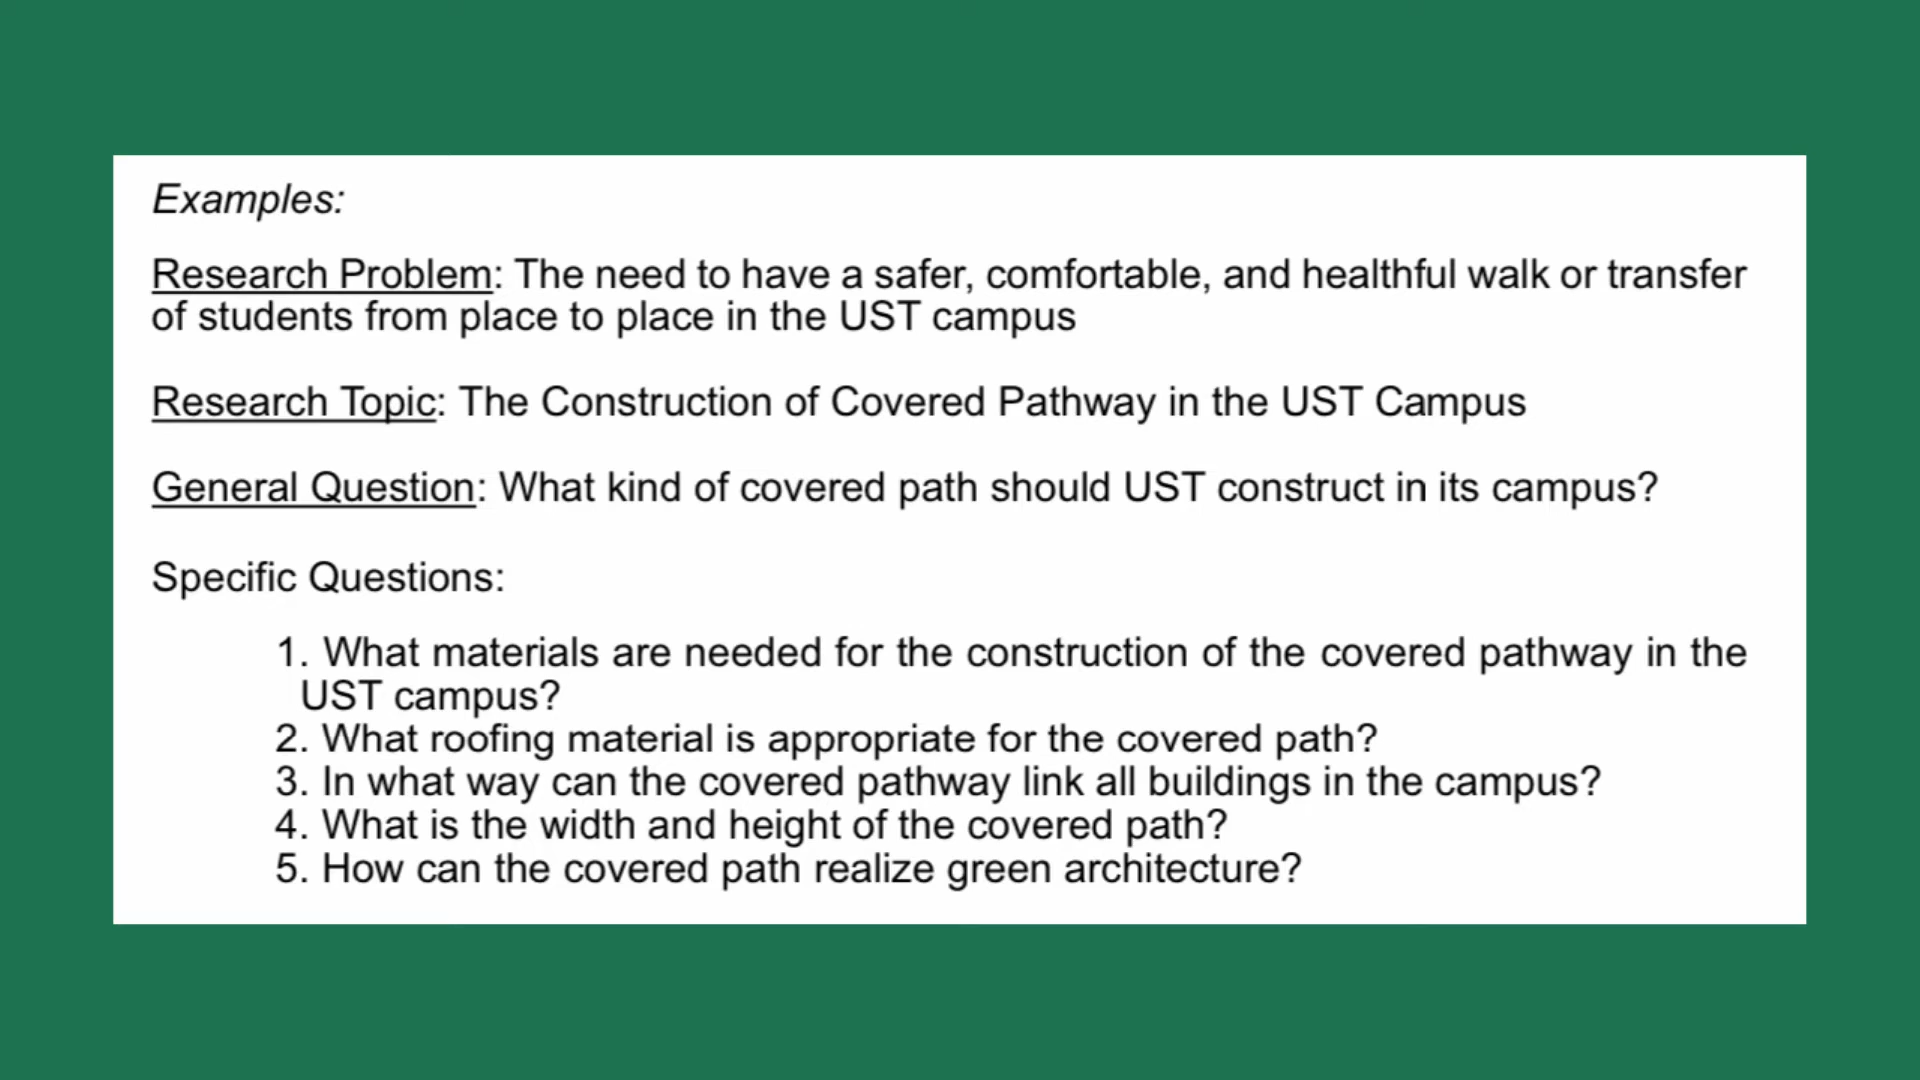 Examples:
Research Problem: The need to have a safer, comfortable, and healthful walk or transfer
of students from place to place in the UST campus
Research Topic: The Construction of Covered Pathway in the UST Campus
General Question: What kind of covered path should UST construct in its campus?
Specific Questions:
1. What materials are needed for the construction of the covered pathway in the
UST campus?
2. What roofing material is appropriate for the covered path?
3. In what way can the covered pathway link all buildings in the campus?
4. What is the width and height of the covered path?
5. How can the covered path realize green architecture?